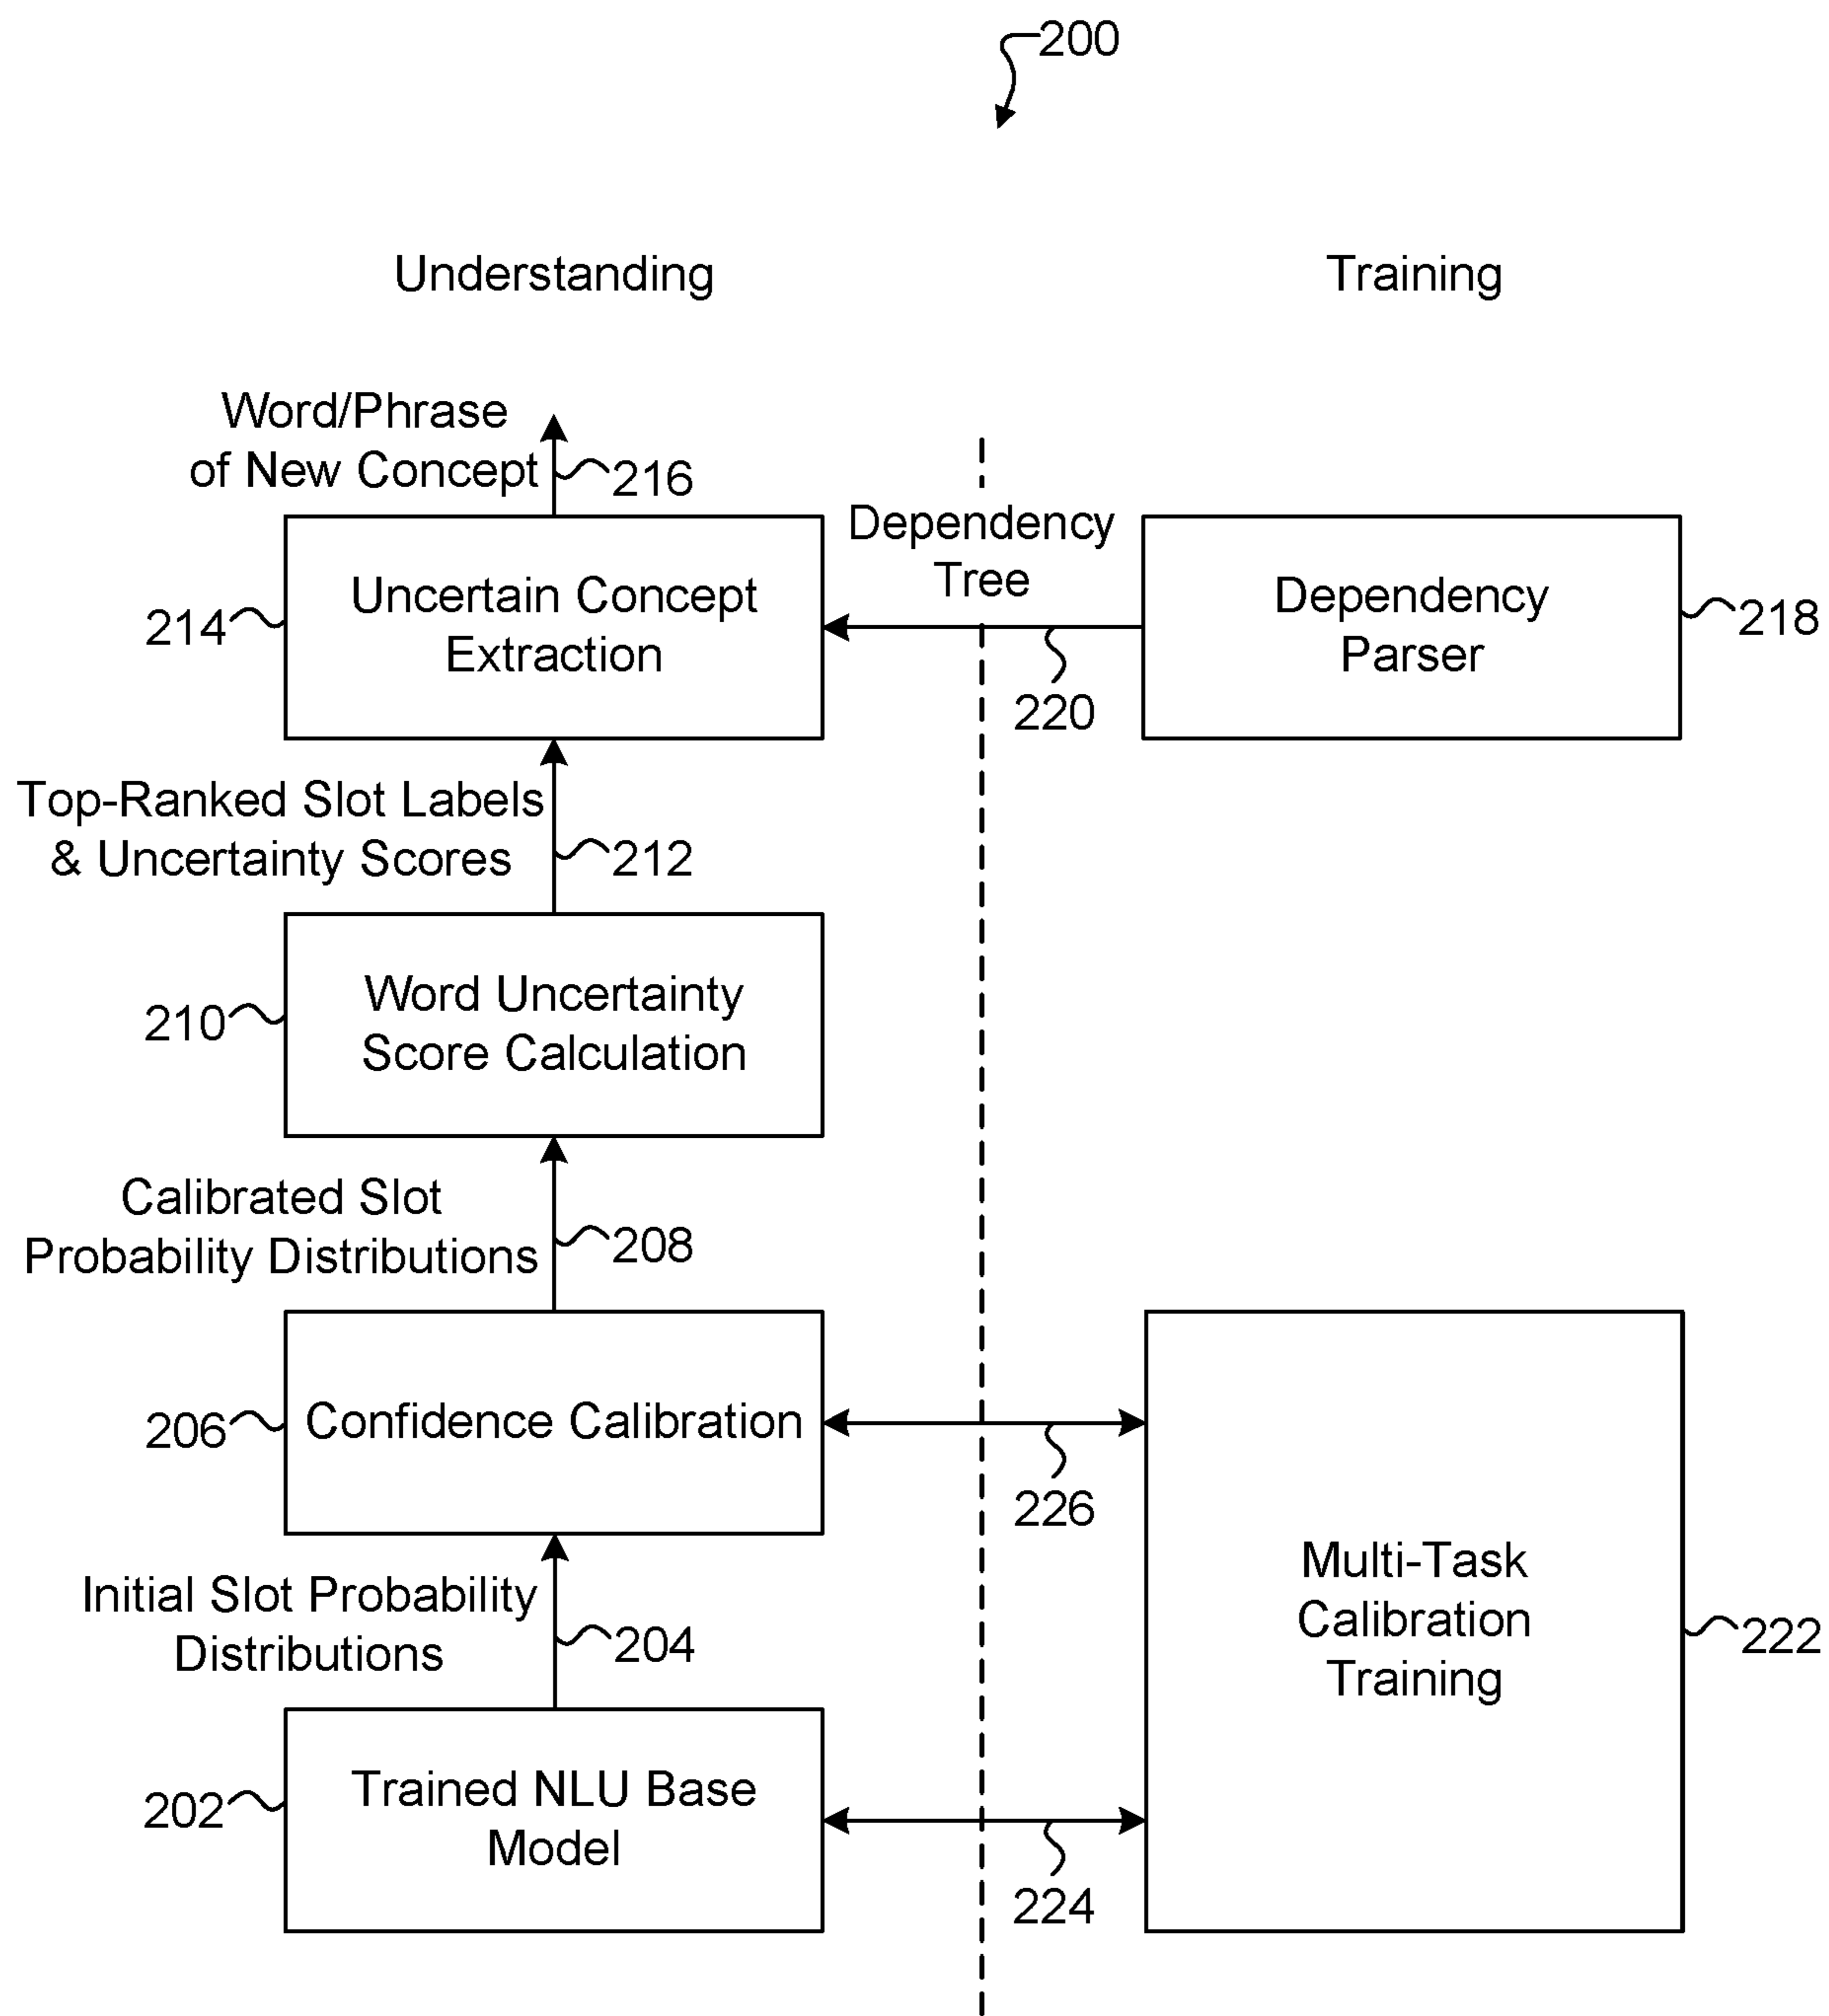 200
Understanding
Training
Word/Phrase
of New Concept
216
Dependency
Tree
Uncertain Concept
Extraction
214
220
Dependency
Parser
218
Top-Ranked Slot Labels
& Uncertainty Scores
212
Word Uncertainty
Score Calculation
210
Calibrated Slot
Probability Distributions
208
Confidence Calibration
206
226
Multi-Task
Calibration
Training
222
Initial Slot Probability
Distributions
204
Trained NLU Base
Model
202
224